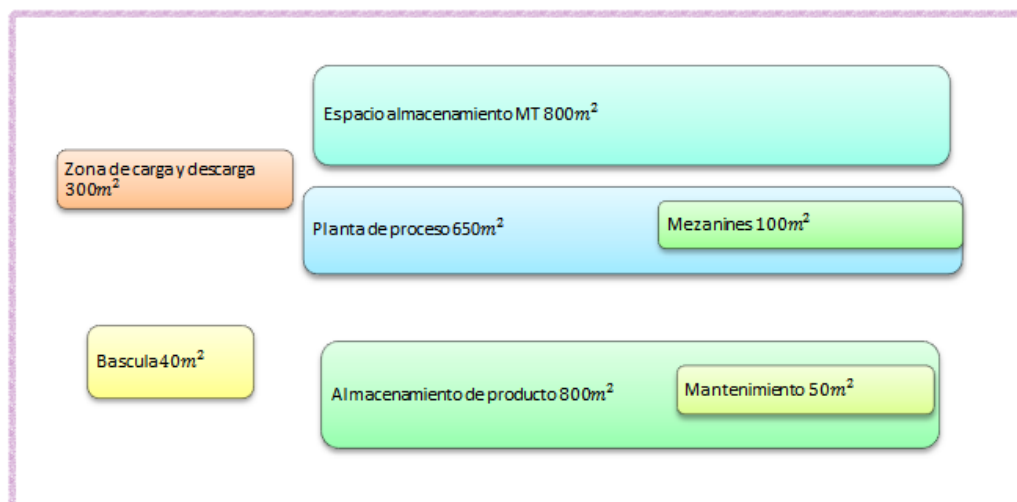 Espacio almacenamiento MT 800m²
Zona de carga y descarga
300m²
Planta de proceso 650m²
Mezanines 100m²
Bascula 40m²
Almacenamiento de producto 800m²
Mantenimiento 50m²